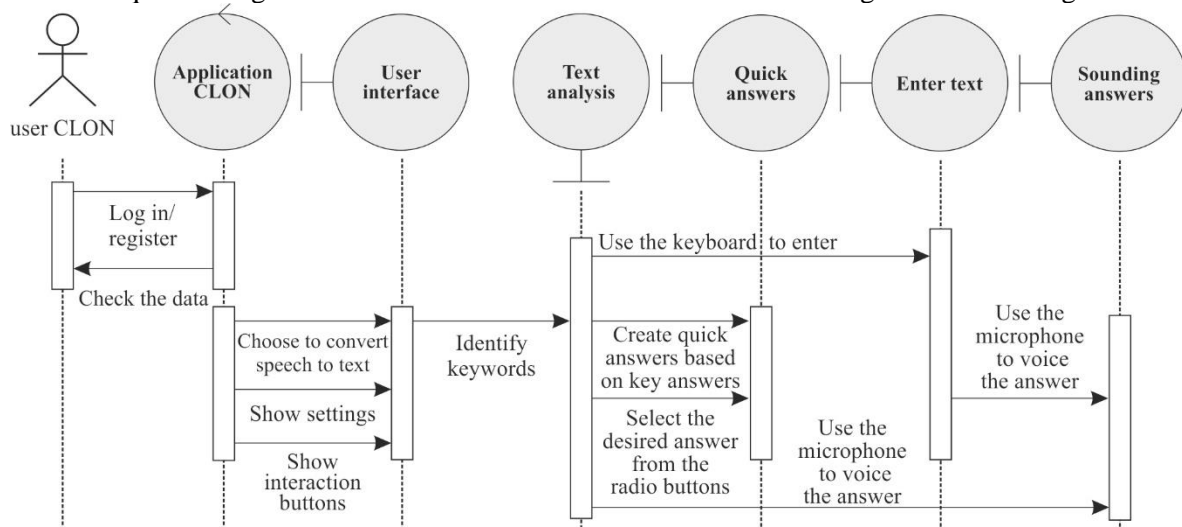 Application
CLON
User
interface
Text
analysis
Quick
answers
Enter text
Sounding
answers
user CLON
Log in/
register
Check the data
Choose to convert
speech to text
Show settings
Show
interaction
buttons
Identify
keywords
Use the keyboard to enter
Create quick
answers based
on key answers
Select the
desired answer
from the
radio buttons
Use the
microphone
to voice
the answer
Use the
microphone
to voice
the answer